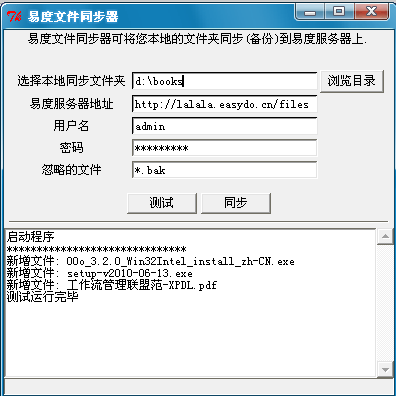 易度文件同步器
易度文件同步器可将您本地的文件夹同步(备份)到易度服务器上.
选择本地同步文件夹 d:\books 浏览目录
易度服务器地址 http://lalala.easydo.cn/files
用户名 admin
密码 *********
忽略的文件 *.bak
测试 同步
启动程序
******************************
新增文件: OOo_3.2.0_Win32Intel_install_zh-CN.exe
新增文件: setup-v2010-06-13.exe
新增文件: 工作流管理联盟范-XPDL.pdf
测试运行完毕